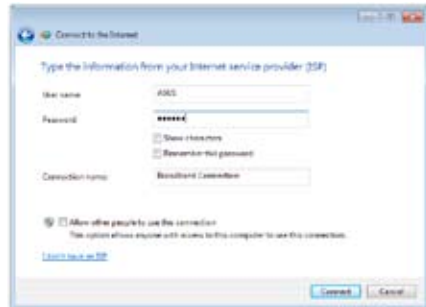 Connect to the Internet
Type the information from your Internet service provider (ISP)
User name
ASUS
Password
••••••
Show characters
Remember this password
Connection name
Broadband Connection
Allow other people to use this connection
This option allows anyone with access to this computer to use this connection.
I don't have an ISP
Connect
Cancel